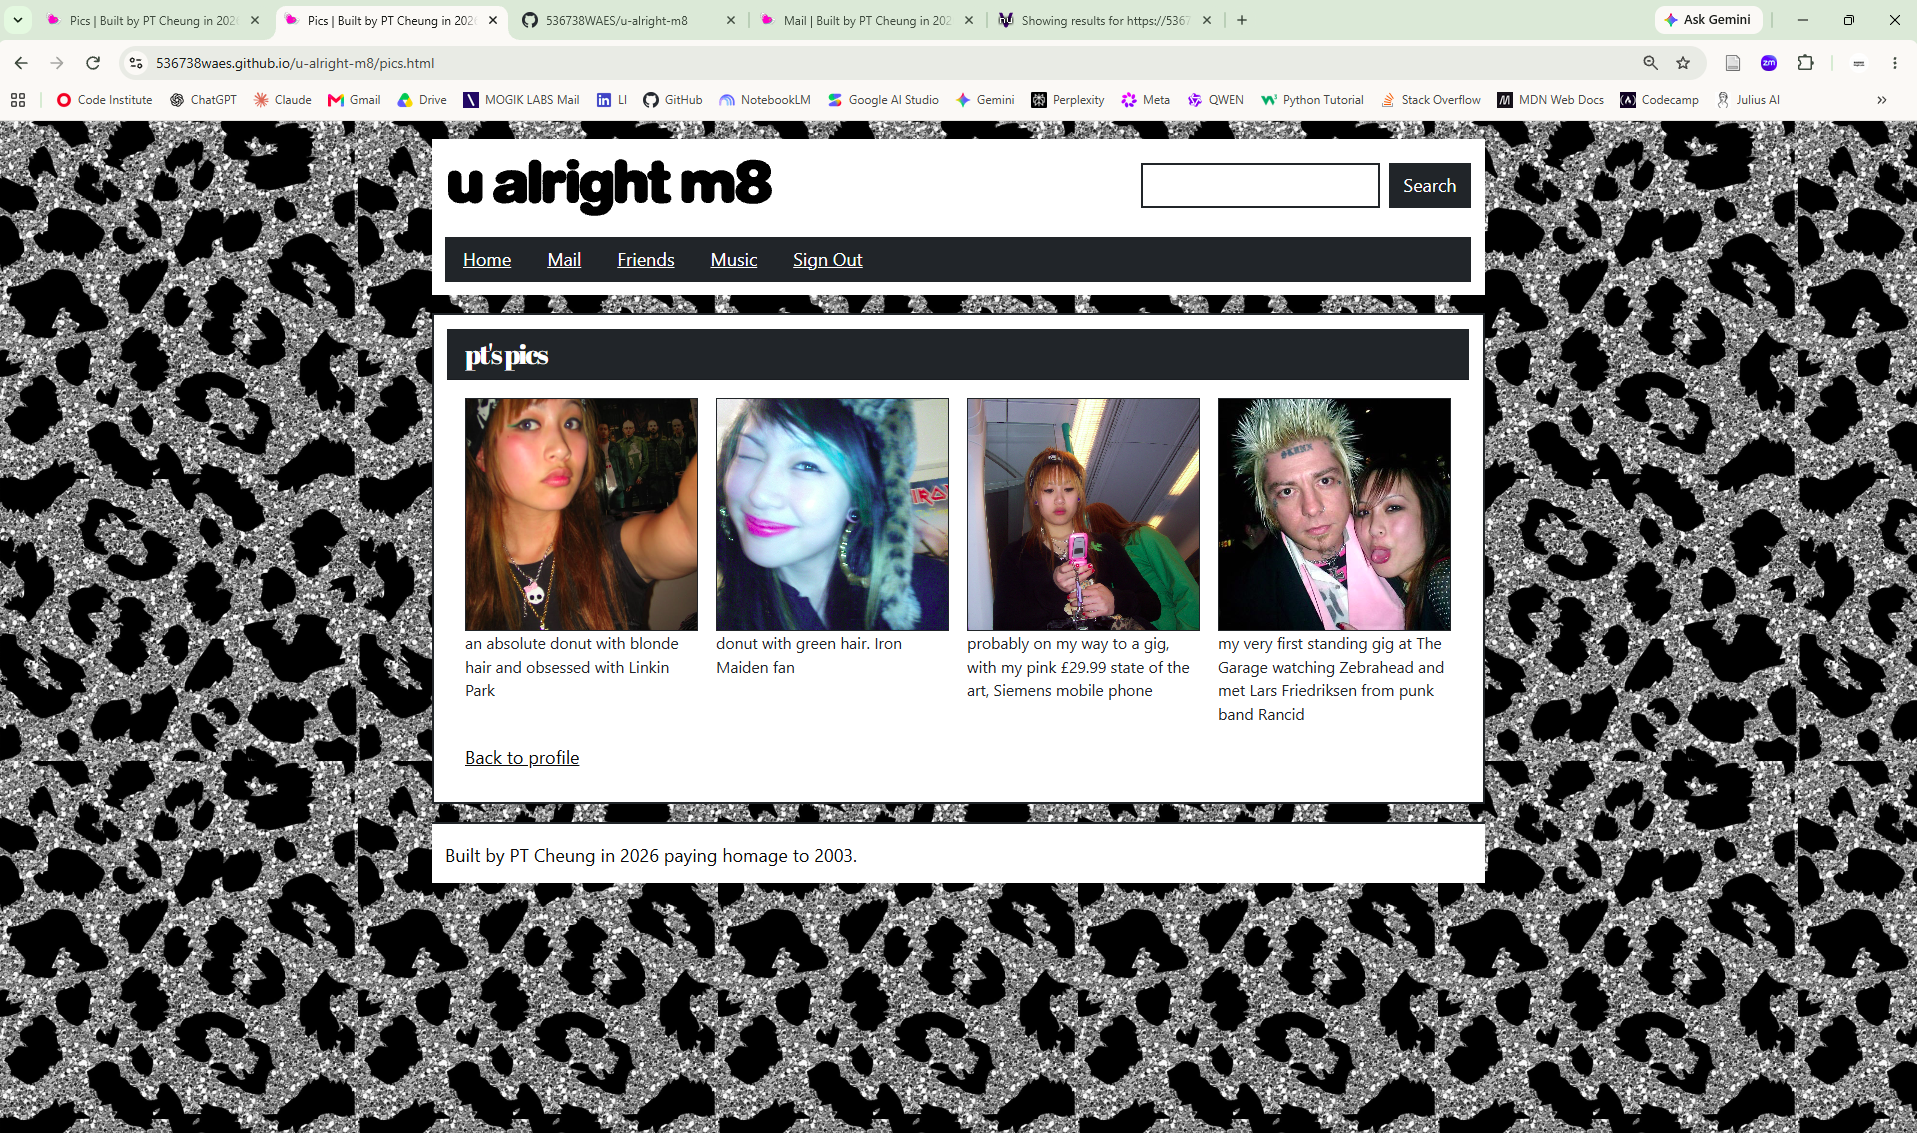 Pics | Built by PT Cheung in 2026
Pics | Built by PT Cheung in 2026
536738WAES/u-alright-m8
Mail | Built by PT Cheung in 202
Showing results for https://5367
Ask Gemini
536738waes.github.io/u-alright-m8/pics.html
zm
Code Institute
ChatGPT
Claude
Gmail
Drive
MOGIK LABS Mail
LI
GitHub
NotebookLM
Google AI Studio
Gemini
Perplexity
Meta
QWEN
Python Tutorial
Stack Overflow
MDN Web Docs
Codecamp
Julius AI
u alright m8
Search
Home Mail Friends Music Sign Out
pt's pics
IRA
an absolute donut with blonde
hair and obsessed with Linkin
Park
donut with green hair. Iron
Maiden fan
probably on my way to a gig,
with my pink £29.99 state of the
art, Siemens mobile phone
my very first standing gig at The
Garage watching Zebrahead and
met Lars Friedriksen from punk
band Rancid
Back to profile
Built by PT Cheung in 2026 paying homage to 2003.